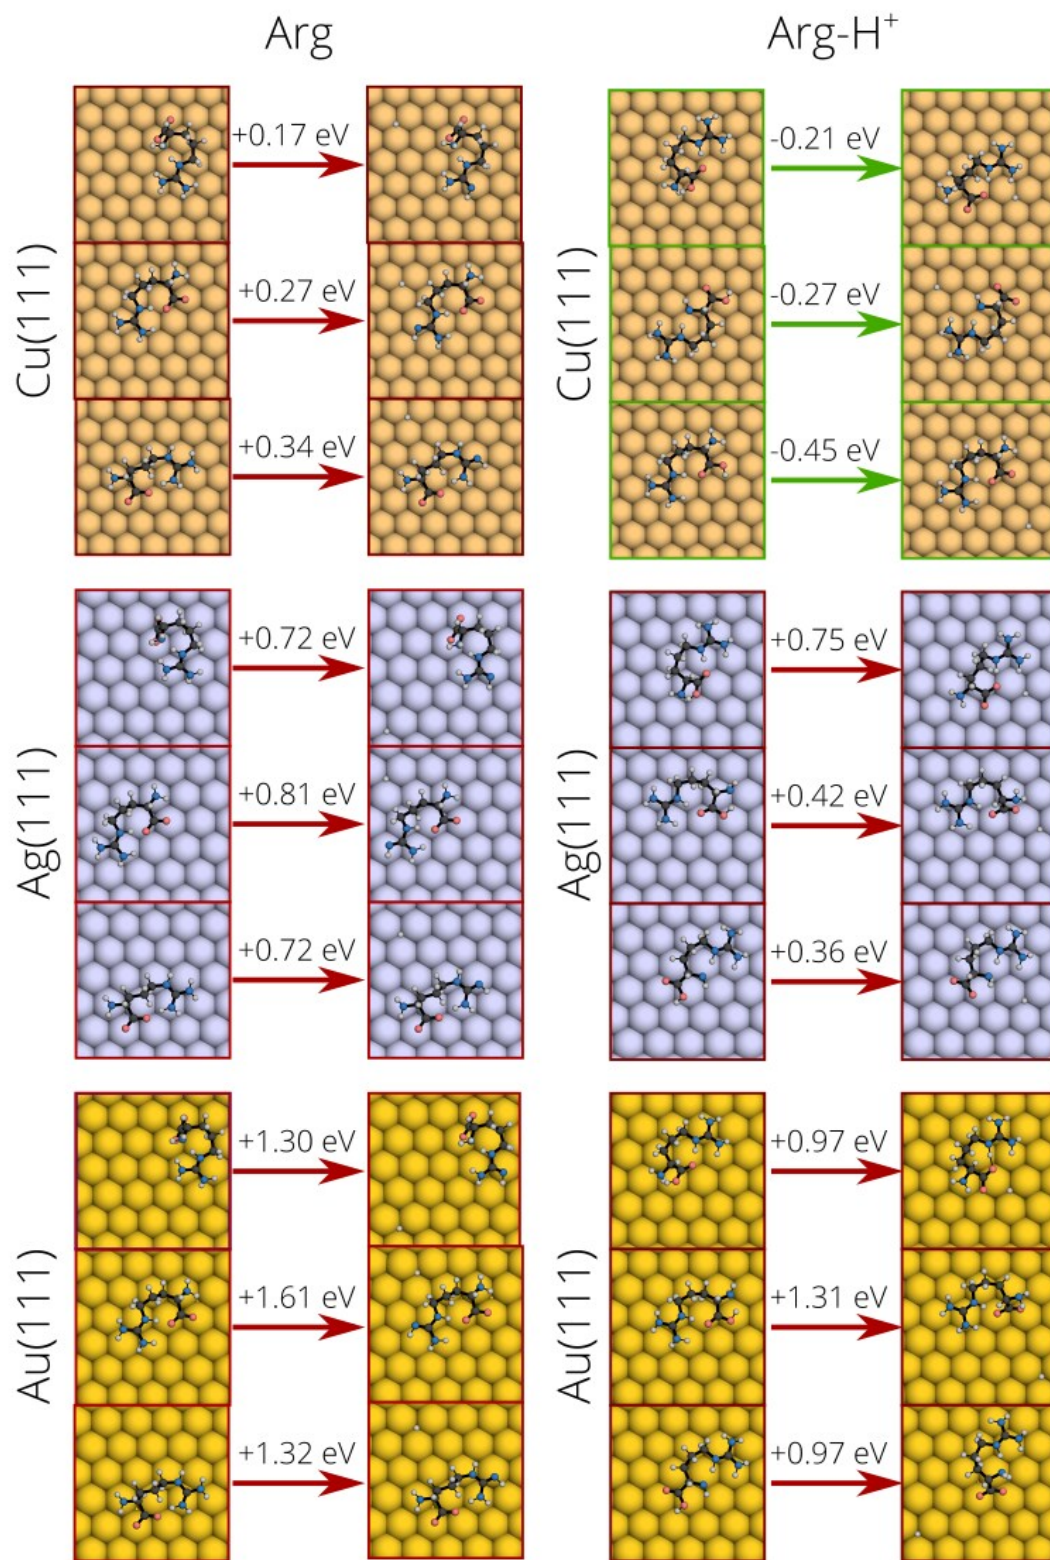 Arg
Arg-H⁺
Cu(111)
+0.17 eV
+0.27 eV
+0.34 eV
Cu(111)
-0.21 eV
-0.27 eV
-0.45 eV
Ag(111)
+0.72 eV
+0.81 eV
+0.72 eV
Ag(111)
+0.75 eV
+0.42 eV
+0.36 eV
Au(111)
+1.30 eV
+1.61 eV
+1.32 eV
Au(111)
+0.97 eV
+1.31 eV
+0.97 eV